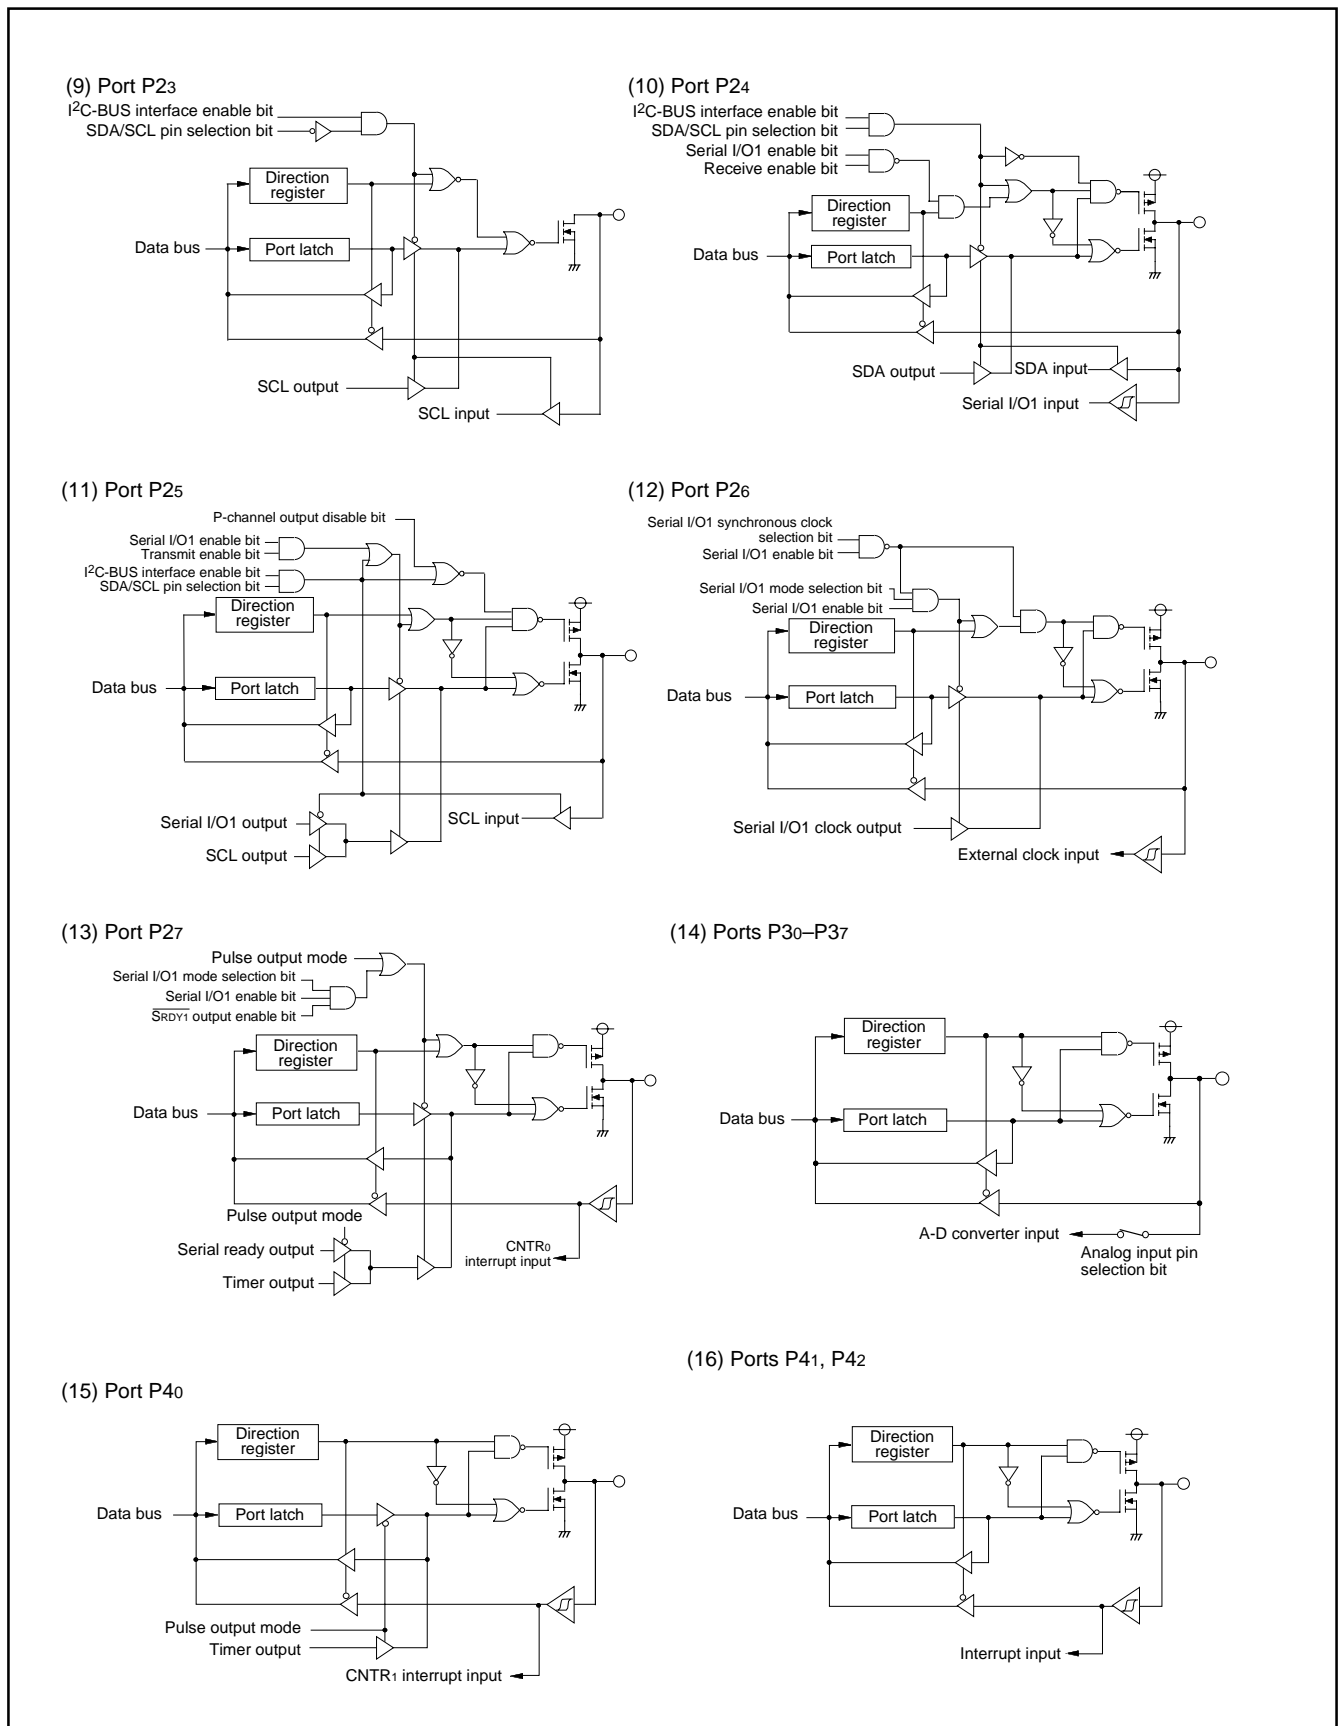 (9) Port P23
I2C-BUS interface enable bit
SDA/SCL pin selection bit
Direction
register
Data bus
Port latch
SCL output
SCL input
(10) Port P24
I2C-BUS interface enable bit
SDA/SCL pin selection bit
Serial I/O1 enable bit
Receive enable bit
Direction
register
Data bus
Port latch
SDA output
SDA input
Serial I/O1 input
(11) Port P25
P-channel output disable bit
Serial I/O1 enable bit
Transmit enable bit
I2C-BUS interface enable bit
SDA/SCL pin selection bit
Direction
register
Data bus
Port latch
Serial I/O1 output
SCL input
SCL output
(12) Port P26
Serial I/O1 synchronous clock
selection bit
Serial I/O1 enable bit
Serial I/O1 mode selection bit
Serial I/O1 enable bit
Direction
register
Data bus
Port latch
Serial I/O1 clock output
External clock input
(13) Port P27
Pulse output mode
Serial I/O1 mode selection bit
Serial I/O1 enable bit
SRDY1 output enable bit
Direction
register
Data bus
Port latch
Pulse output mode
Serial ready output
CNTR0
interrupt input
Timer output
(14) Ports P30–P37
Direction
register
Data bus
Port latch
A-D converter input
Analog input pin
selection bit
(15) Port P40
Direction
register
Data bus
Port latch
Pulse output mode
Timer output
CNTR1 interrupt input
(16) Ports P41, P42
Direction
register
Data bus
Port latch
Interrupt input